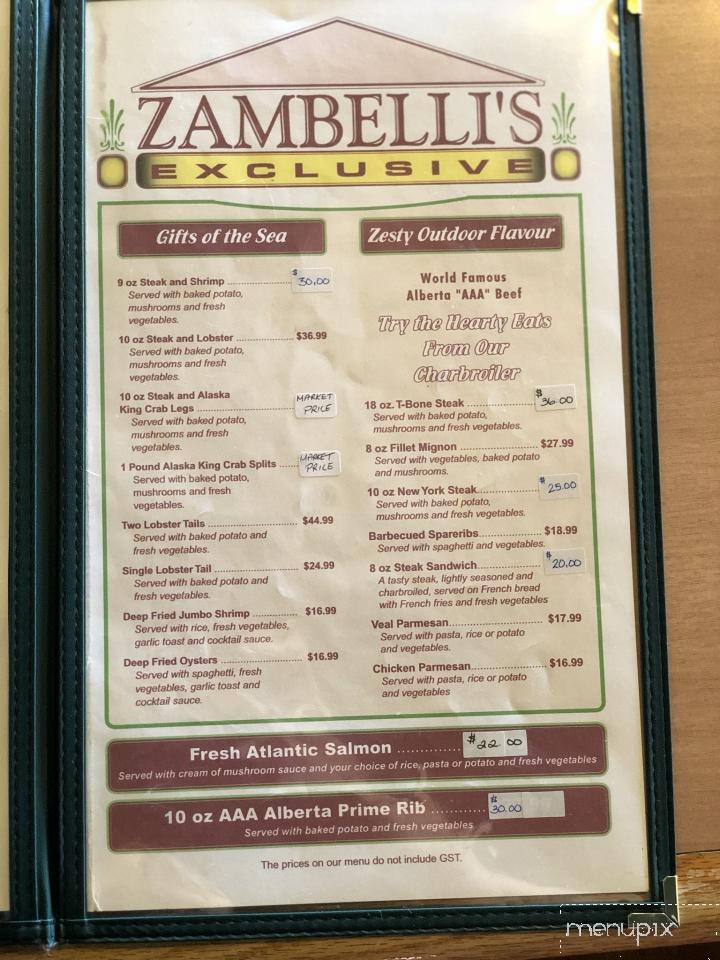 ZAMBELLI'S
EXCLUSIVE
Gifts of the Sea
9 oz Steak and Shrimp .................... $30.00
Served with baked potato,
mushrooms and fresh
vegetables.
10 oz Steak and Lobster .................... $36.99
Served with baked potato,
mushrooms and fresh
vegetables.
10 oz Steak and Alaska
King Crab Legs .................... MARKET
PRICE
Served with baked potato,
mushrooms and fresh
vegetables.
1 Pound Alaska King Crab Splits ...... MARKET
PRICE
Served with baked potato,
mushrooms and fresh
vegetables.
Two Lobster Tails .................... $44.99
Served with baked potato and
fresh vegetables.
Single Lobster Tail .................... $24.99
Served with baked potato and
fresh vegetables.
Deep Fried Jumbo Shrimp .............. $16.99
Served with rice, fresh vegetables,
garlic toast and cocktail sauce.
Deep Fried Oysters .................... $16.99
Served with spaghetti, fresh
vegetables, garlic toast and
cocktail sauce.
Zesty Outdoor Flavour
World Famous
Alberta "AAA" Beef
Try the Hearty Eats
From Our
Charbroiler
18 oz. T-Bone Steak .................... $36.00
Served with baked potato,
mushrooms and fresh vegetables.
8 oz Fillet Mignon .................... $27.99
Served with vegetables, baked potato
and mushrooms.
10 oz New York Steak.................... $25.00
Served with baked potato,
mushrooms and fresh vegetables.
Barbecued Spareribs.................... $18.99
Served with spaghetti and vegetables.
8 oz Steak Sandwich.................... $20.00
A tasty steak, lightly seasoned and
charbroiled, served on French bread
with French fries and fresh vegetables
Veal Parmesan.................... $17.99
Served with pasta, rice or potato
and vegetables.
Chicken Parmesan.................... $16.99
Served with pasta, rice or potato
and vegetables
Fresh Atlantic Salmon ............. $22 00
Served with cream of mushroom sauce and your choice of rice, pasta or potato and fresh vegetables
10 oz AAA Alberta Prime Rib ........... $30.00
Served with baked potato and fresh vegetables
The prices on our menu do not include GST.
menupix